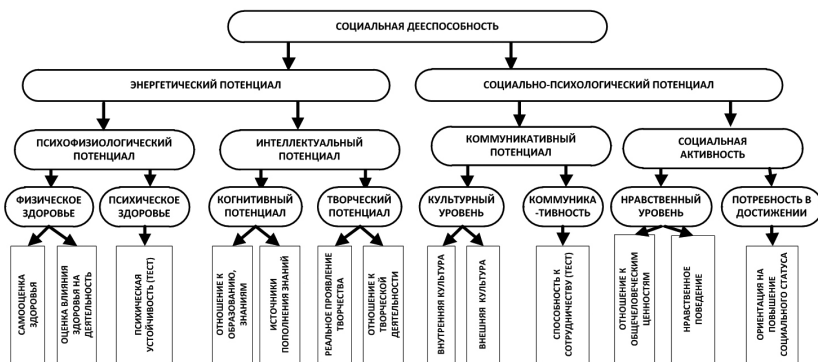 СОЦИАЛЬНАЯ ДЕЕСПОСОБНОСТЬ
ЭНЕРГЕТИЧЕСКИЙ ПОТЕНЦИАЛ
СОЦИАЛЬНО-ПСИХОЛОГИЧЕСКИЙ ПОТЕНЦИАЛ
ПСИХОФИЗИОЛОГИЧЕСКИЙ
ПОТЕНЦИАЛ
ИНТЕЛЛЕКТУАЛЬНЫЙ
ПОТЕНЦИАЛ
КОММУНИКАТИВНЫЙ
ПОТЕНЦИАЛ
СОЦИАЛЬНАЯ
АКТИВНОСТЬ
ФИЗИЧЕСКОЕ
ЗДОРОВЬЕ
ПСИХИЧЕСКОЕ
ЗДОРОВЬЕ
КОГНИТИВНЫЙ
ПОТЕНЦИАЛ
ТВОРЧЕСКИЙ
ПОТЕНЦИАЛ
КУЛЬТУРНЫЙ
УРОВЕНЬ
КОММУНИКА
-ТИВНОСТЬ
НРАВСТВЕННЫЙ
УРОВЕНЬ
ПОТРЕБНОСТЬ В
ДОСТИЖЕНИИ
САМООЦЕНКА
ЗДОРОВЬЯ
ОЦЕНКА ВЛИЯНИЯ
ЗДОРОВЬЯ НА
ДЕЯТЕЛЬНОСТЬ
ПСИХИЧЕСКАЯ
УСТОЙЧИВОСТЬ (ТЕСТ)
ОТНОШЕНИЕ К
ОБРАЗОВАНИЮ,
ЗНАНИЯМ
ИСТОЧНИКИ
ПОПОЛНЕНИЯ ЗНАНИЙ
РЕАЛЬНОЕ ПРОЯВЛЕНИЕ
ТВОРЧЕСТВА
ОТНОШЕНИЕ К
ТВОРЧЕСКОЙ
ДЕЯТЕЛЬНОСТИ
ВНУТРЕННЯЯ КУЛЬТУРА
ВНЕШНЯЯ КУЛЬТУРА
СПОСОБНОСТЬ К
СОТРУДНИЧЕСТВУ (ТЕСТ)
ОТНОШЕНИЕ К
ОБЩЕЧЕЛОВЕЧЕСКИМ
ЦЕННОСТЯМ
НРАВСТВЕННОЕ
ПОВЕДЕНИЕ
ОРИЕНТАЦИЯ НА
ПОВЫШЕНИЕ
СОЦИАЛЬНОГО СТАТУСА